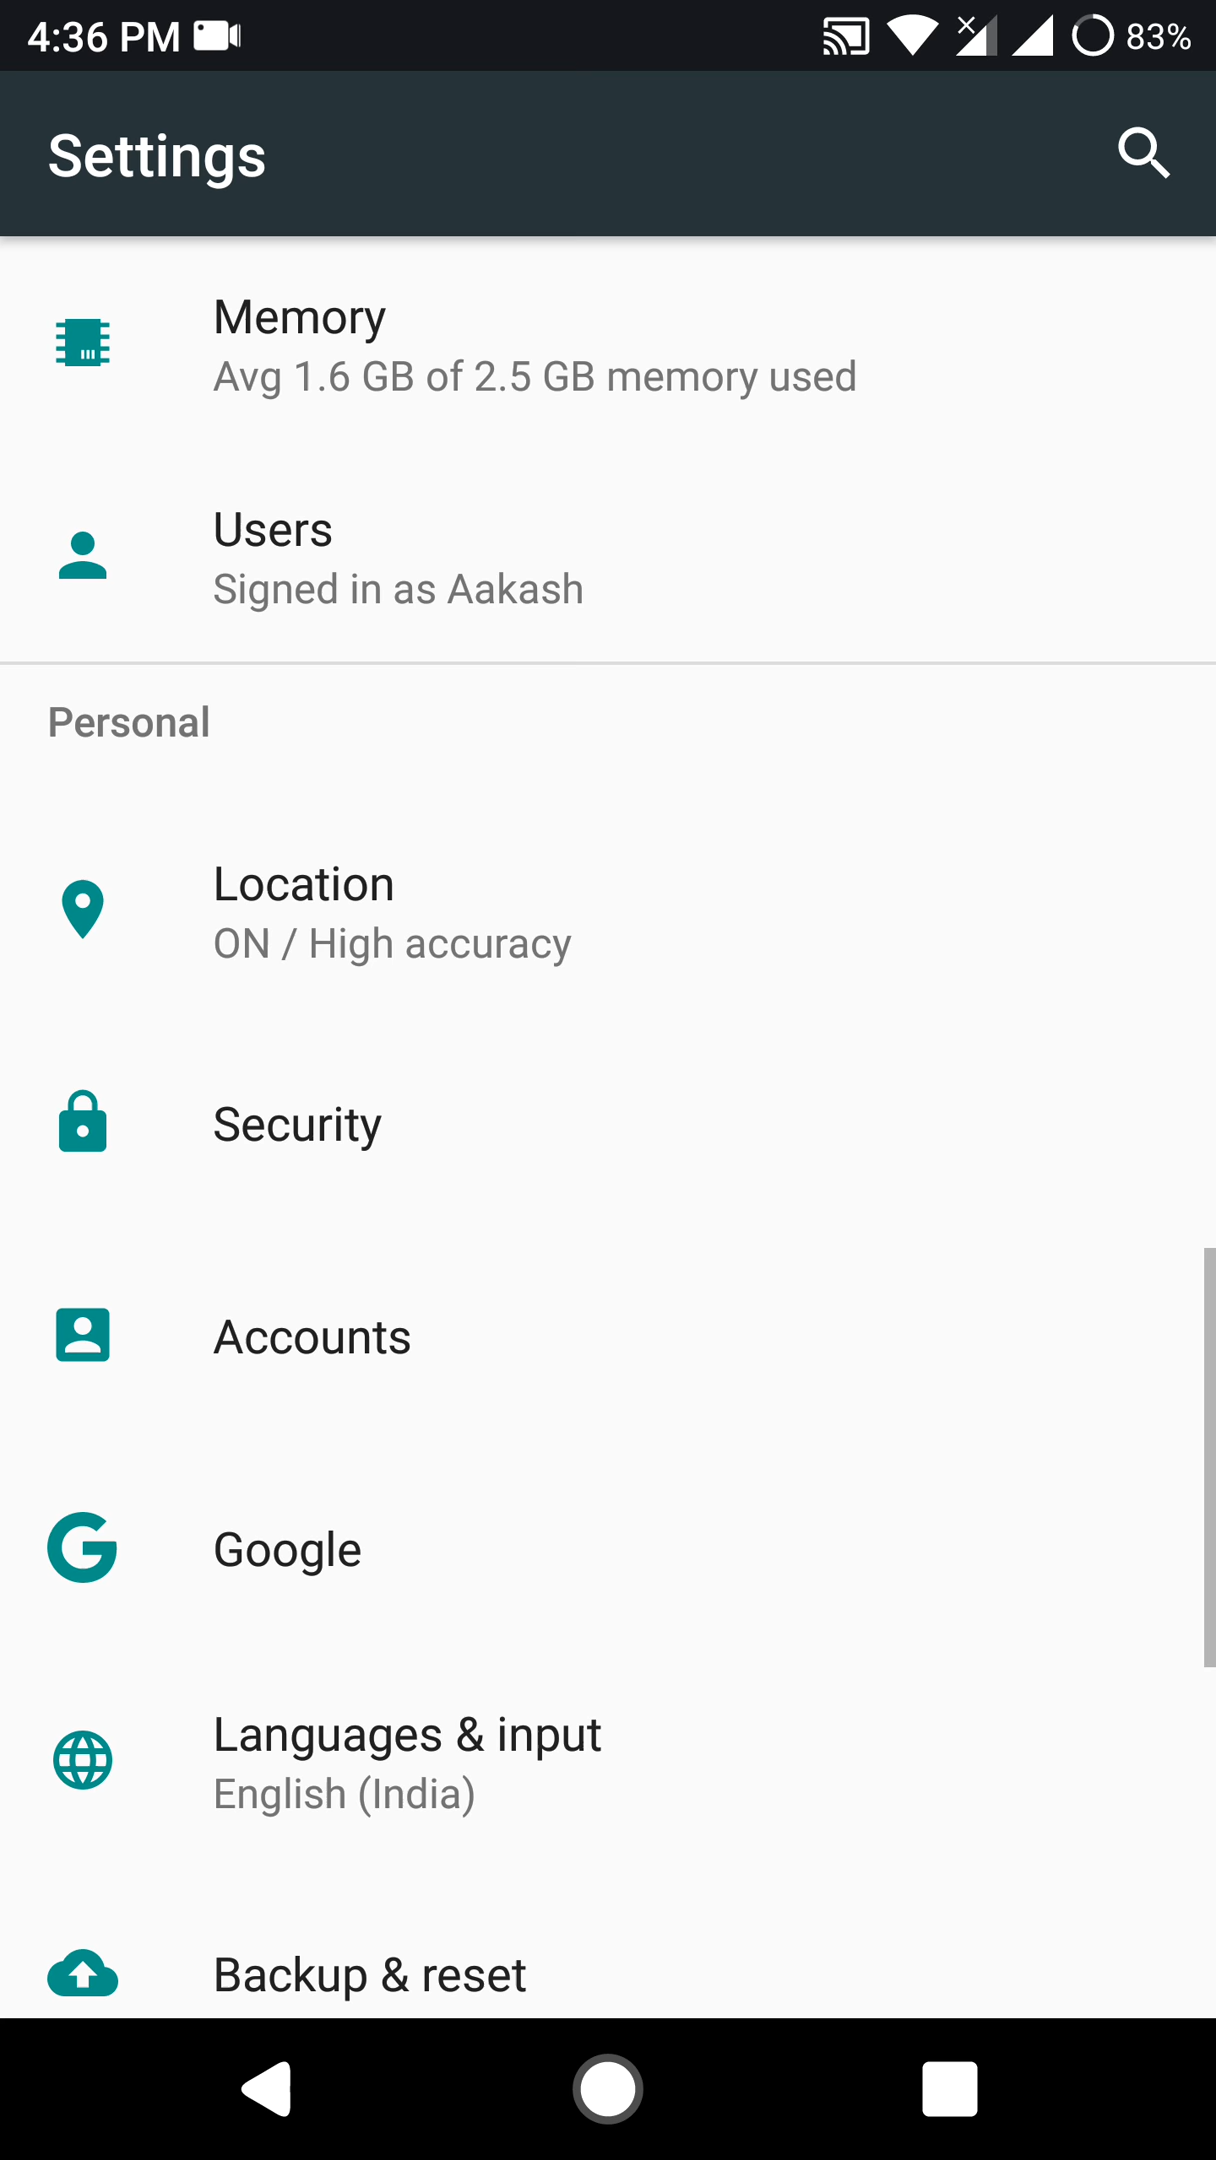 4:36 PM
83%
Settings
Memory
Avg 1.6 GB of 2.5 GB memory used
Users
Signed in as Aakash
Personal
Location
ON / High accuracy
Security
Accounts
Google
Languages & input
English (India)
Backup & reset